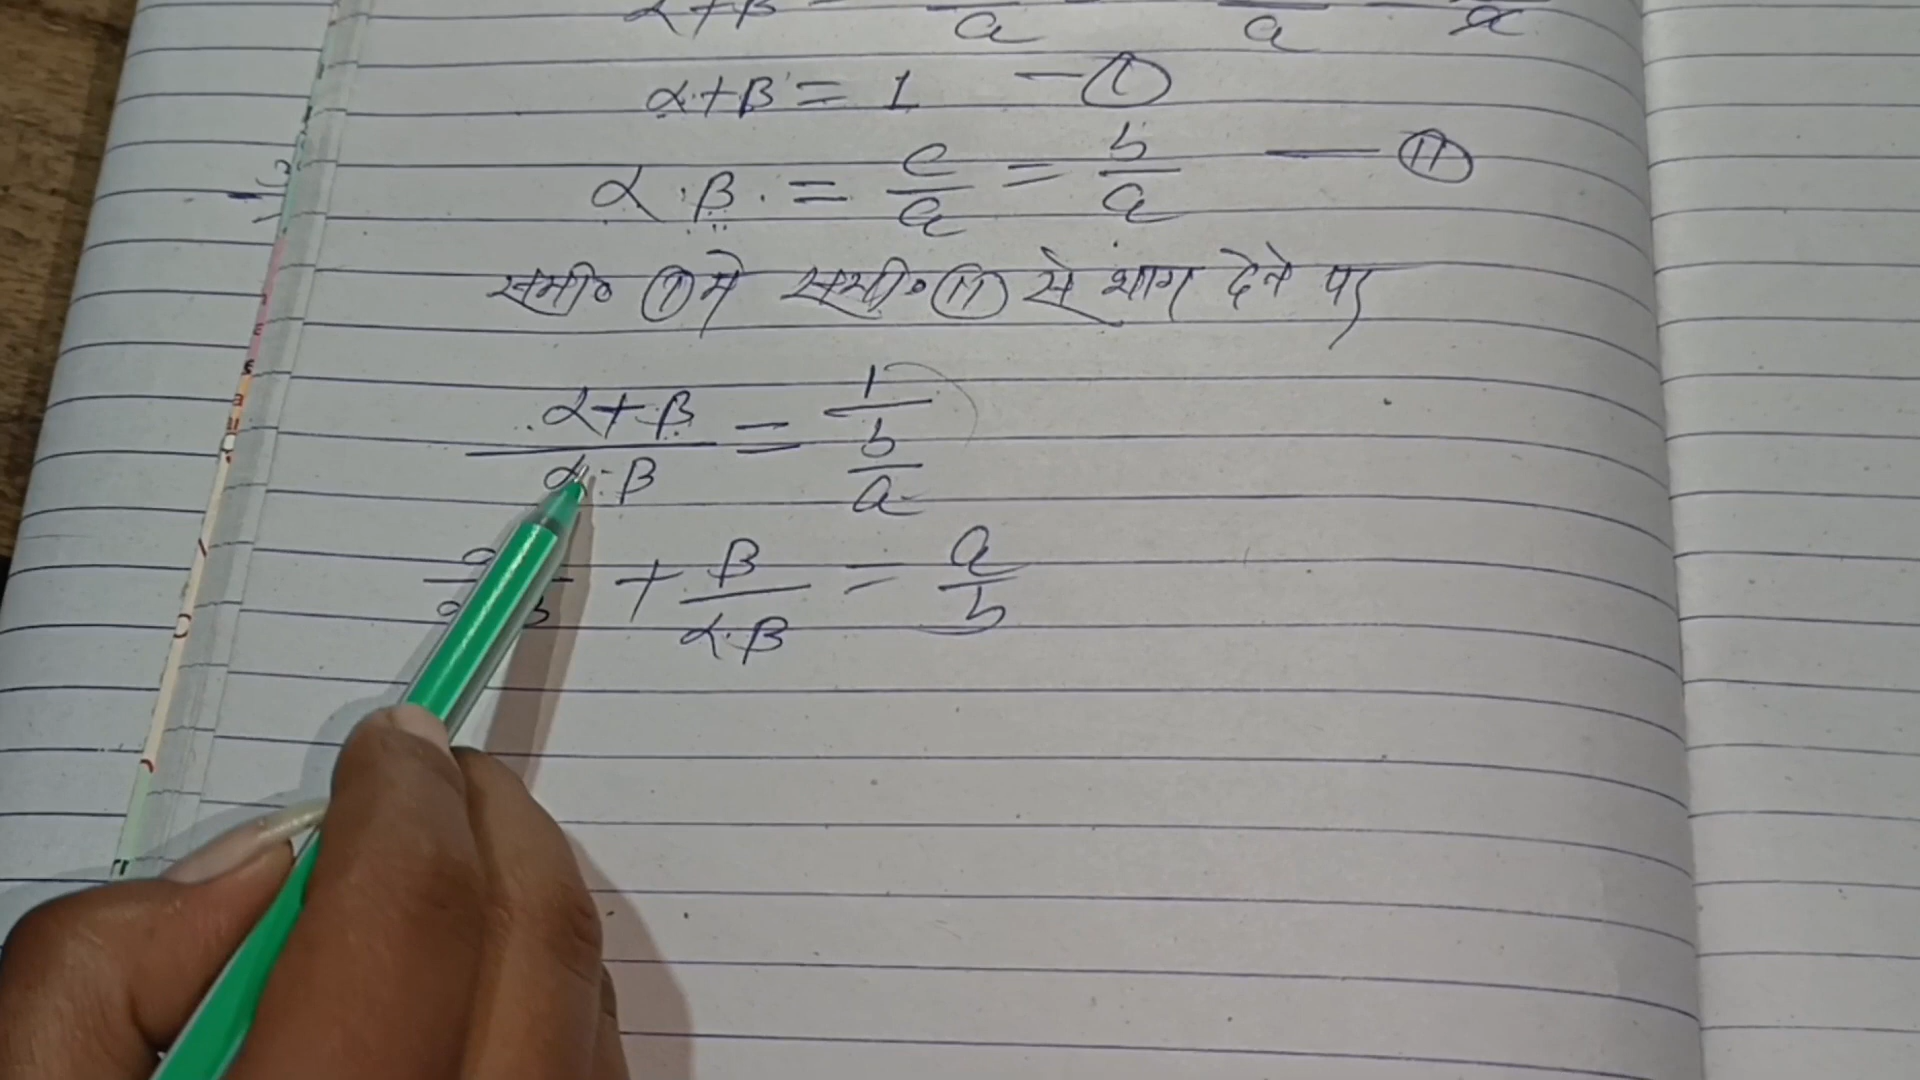 α+β = 1 — (I)
α.β. = c/a = b/a — (II)
समी० (I) में समी० (II) से भाग देने पर
α+β/α.β = 1/b/a
+ β/α.β = a/b